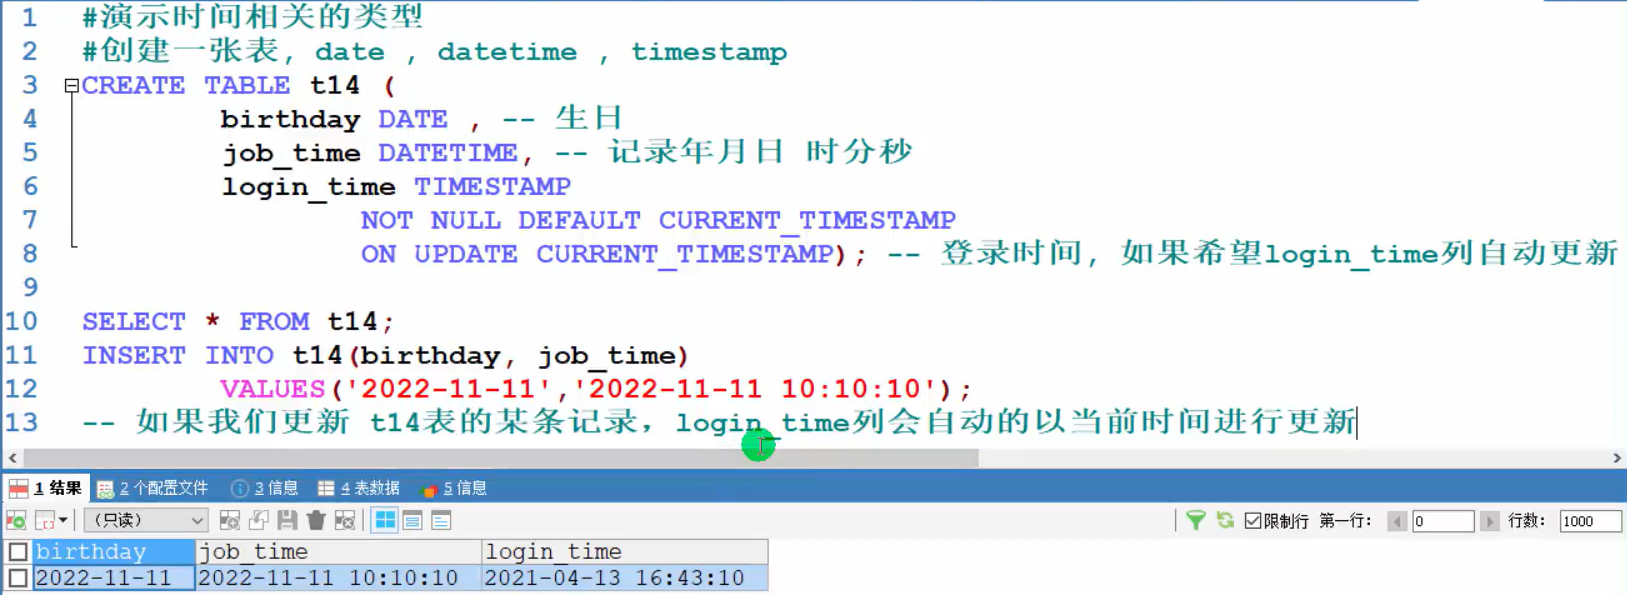 1 #演示时间相关的类型
2 #创建一张表, date , datetime , timestamp
3 CREATE TABLE t14 (
4 birthday DATE , -- 生日
5 job_time DATETIME, -- 记录年月日 时分秒
6 login_time TIMESTAMP
7 NOT NULL DEFAULT CURRENT_TIMESTAMP
8 ON UPDATE CURRENT_TIMESTAMP); -- 登录时间, 如果希望login_time列自动更新
9
10 SELECT * FROM t14;
11 INSERT INTO t14(birthday, job_time)
12 VALUES('2022-11-11','2022-11-11 10:10:10');
13 -- 如果我们更新 t14表的某条记录，login_time列会自动的以当前时间进行更新
1 结果 2 个配置文件 3 信息 4 表数据 5 信息
（只读） 限制行 第一行: 0 行数: 1000
birthday job_time login_time
2022-11-11 2022-11-11 10:10:10 2021-04-13 16:43:10